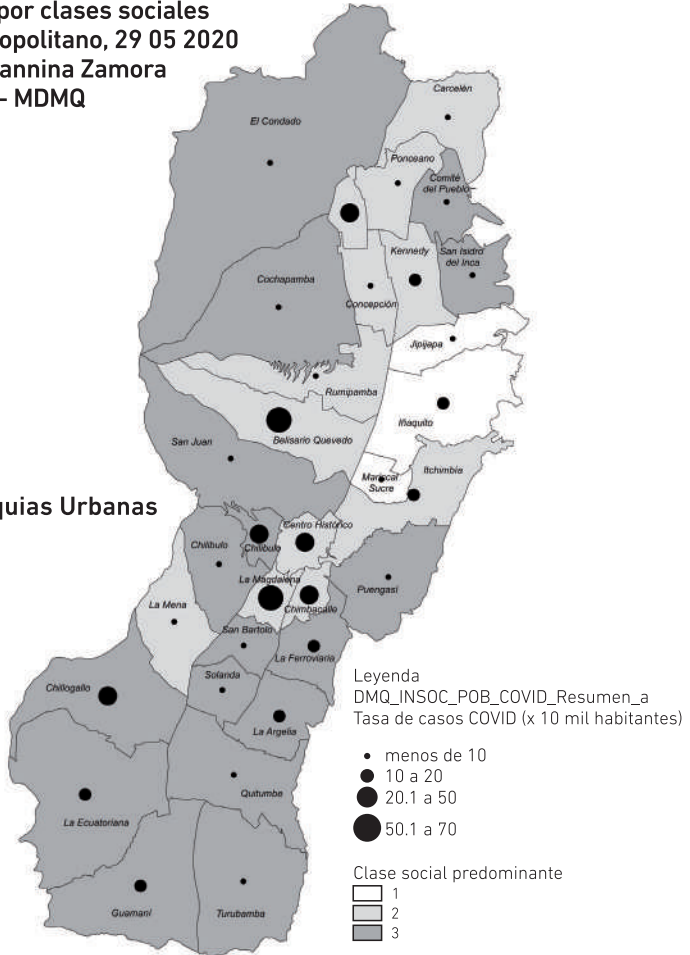 por clases sociales
opolitano, 29 05 2020
annina Zamora
- MDMQ
Carcelén
El Condado
Ponceano
Comité
del Pueblo
Kennedy
San Isidro
del Inca
Cochapamba
Concepción
Jipijapa
Rumipamba
Iñaquito
Belisario Quevedo
San Juan
Itchimbía
Mariscal
Sucre
quias Urbanas
Centro Histórico
Chilibulo
Chilibulo
La Magdalena
Puengasí
Chimbacalle
La Mena
San Bartolo
La Ferroviaria
Solanda
Chillogallo
La Argelia
Quitumbe
La Ecuatoriana
Guamaní
Turubamba
Leyenda
DMQ_INSOC_POB_COVID_Resumen_a
Tasa de casos COVID (x 10 mil habitantes)
menos de 10
10 a 20
20.1 a 50
50.1 a 70
Clase social predominante
1
2
3